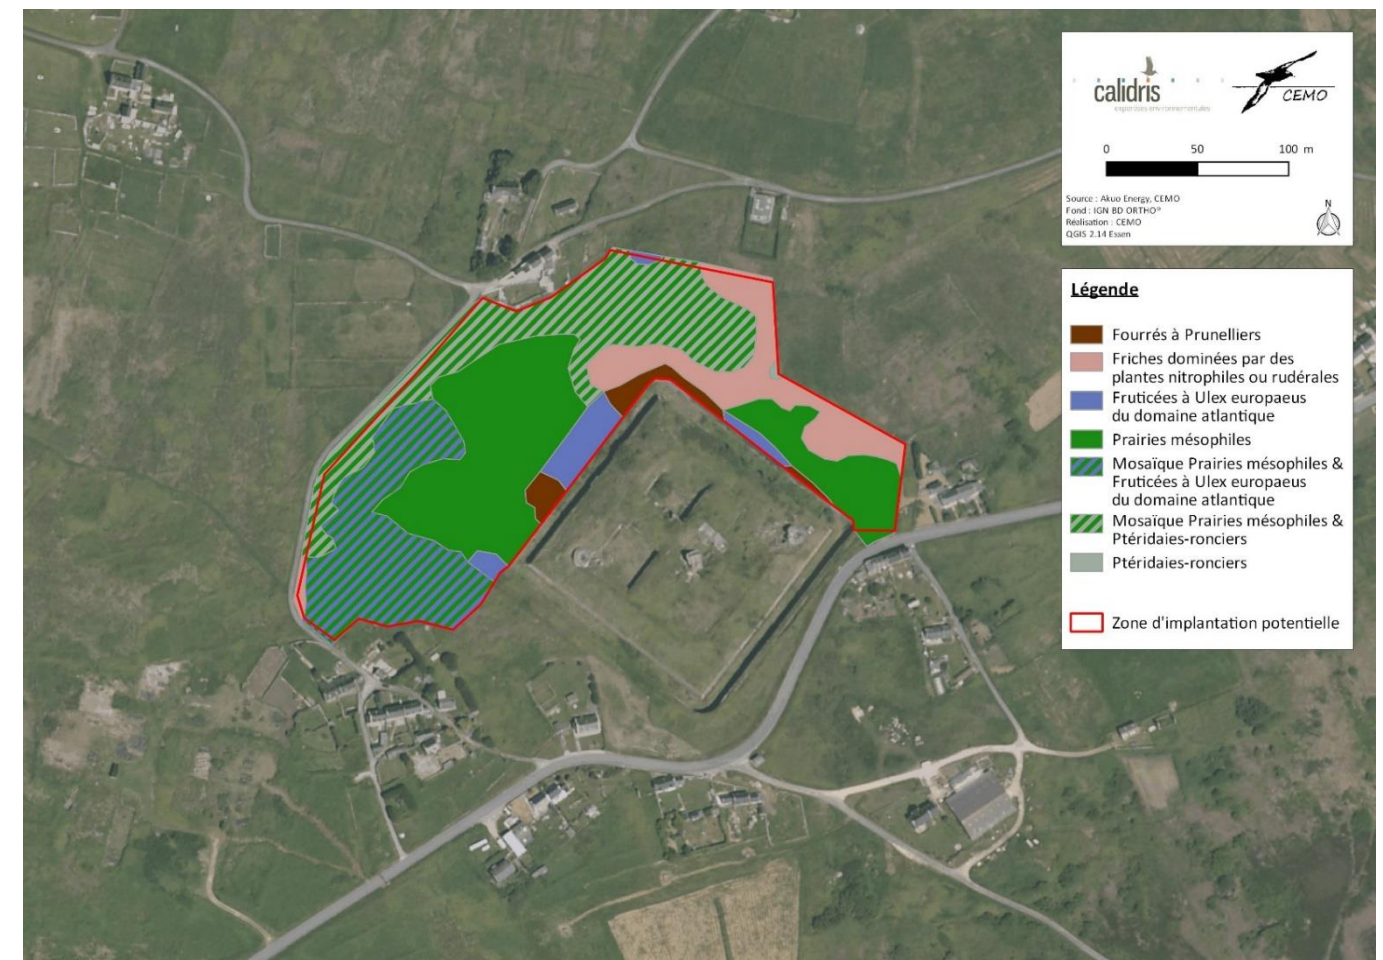 calidris
expertises environnementales
CEMO
0 50 100 m
Source : Akuo Energy, CEMO
Fond : IGN BD ORTHO®
Réalisation : CEMO
QGIS 2.14 Essen
N
Légende
Fourrés à Prunelliers
Friches dominées par des
plantes nitrophiles ou rudérales
Fruticées à Ulex europaeus
du domaine atlantique
Prairies mésophiles
Mosaïque Prairies mésophiles &
Fruticées à Ulex europaeus
du domaine atlantique
Mosaïque Prairies mésophiles &
Ptéridaies-ronciers
Ptéridaies-ronciers
Zone d'implantation potentielle